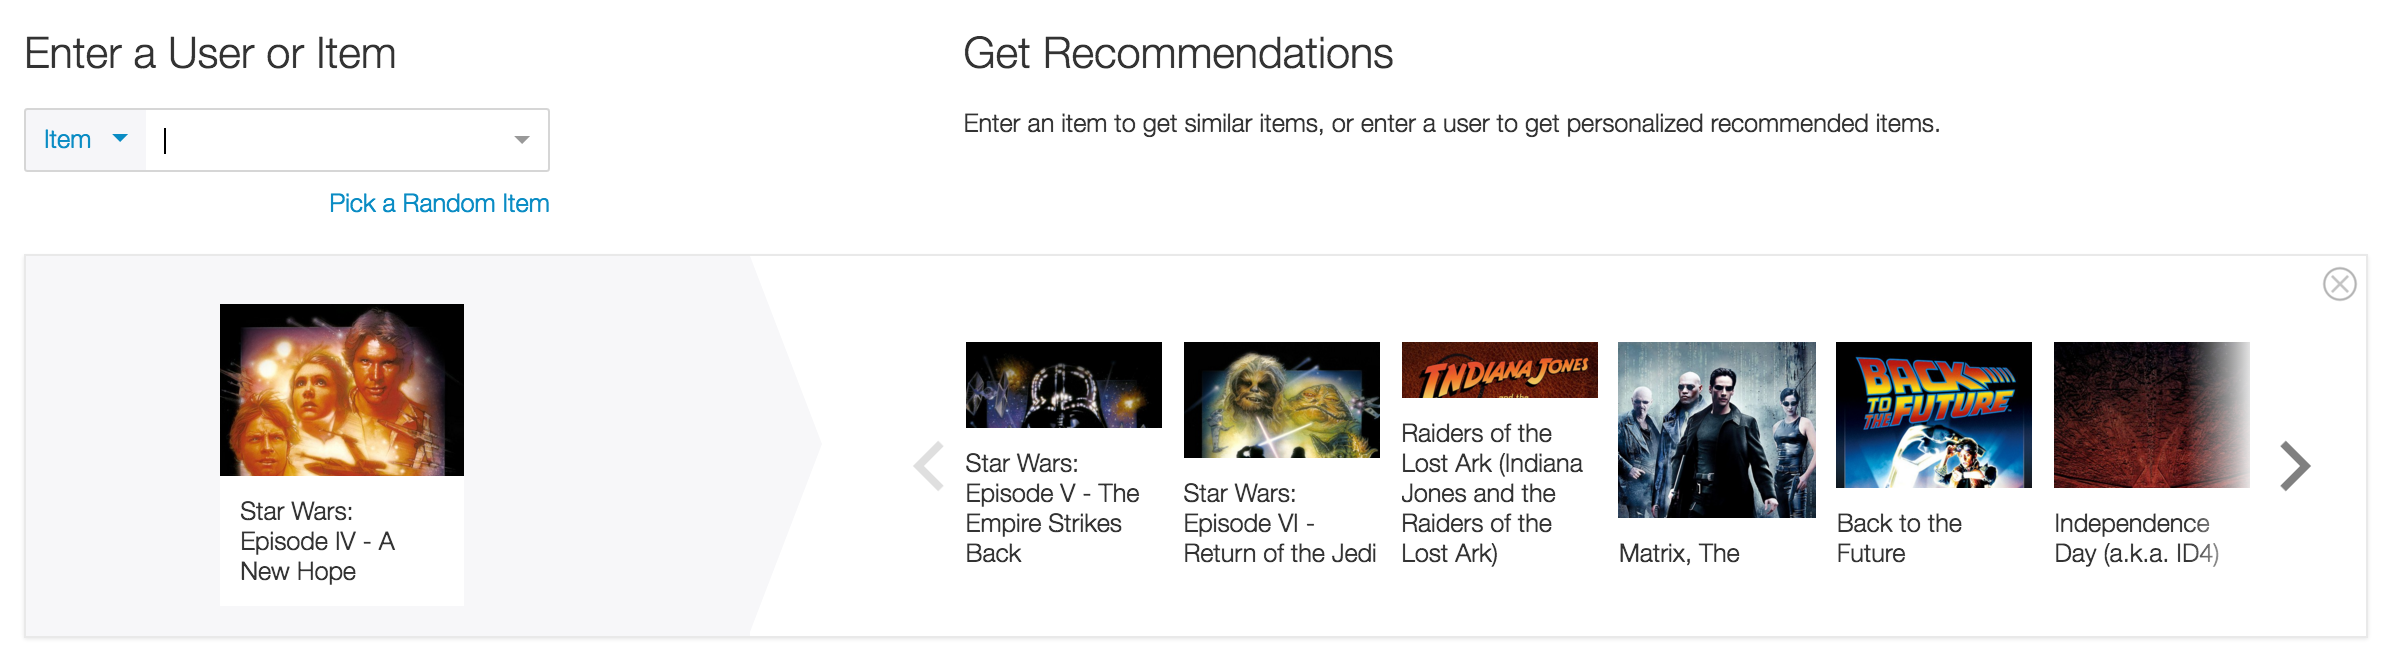 Enter a User or Item
Get Recommendations
Item
Enter an item to get similar items, or enter a user to get personalized recommended items.
Pick a Random Item
Star Wars:
Episode IV - A
New Hope
Star Wars:
Episode V - The
Empire Strikes
Back
Star Wars:
Episode VI -
Return of the Jedi
INDIANA JONES
and the
Raiders of the
Lost Ark (Indiana
Jones and the
Raiders of the
Lost Ark)
Matrix, The
BACK
TO
THE FUTURE
Back to the
Future
Independence
Day (a.k.a. ID4)